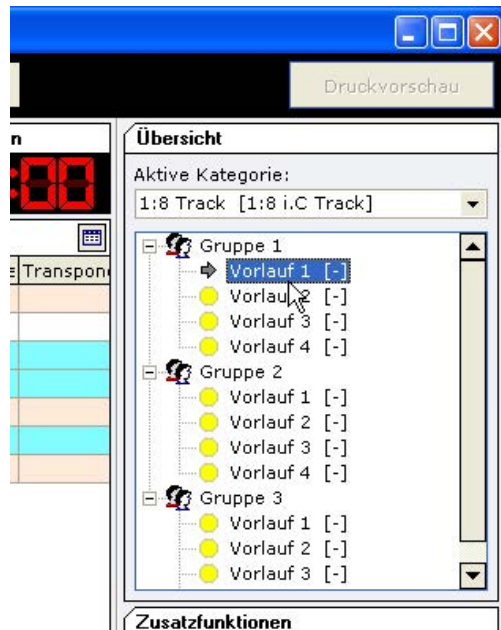 Druckvorschau
n
Übersicht
Aktive Kategorie:
1:8 Track [1:8 i.C Track]
Transpon
Gruppe 1
Vorlauf 1 [-]
Vorlauf 2 [-]
Vorlauf 3 [-]
Vorlauf 4 [-]
Gruppe 2
Vorlauf 1 [-]
Vorlauf 2 [-]
Vorlauf 3 [-]
Vorlauf 4 [-]
Gruppe 3
Vorlauf 1 [-]
Vorlauf 2 [-]
Vorlauf 3 [-]
:00
Zusatzfunktionen